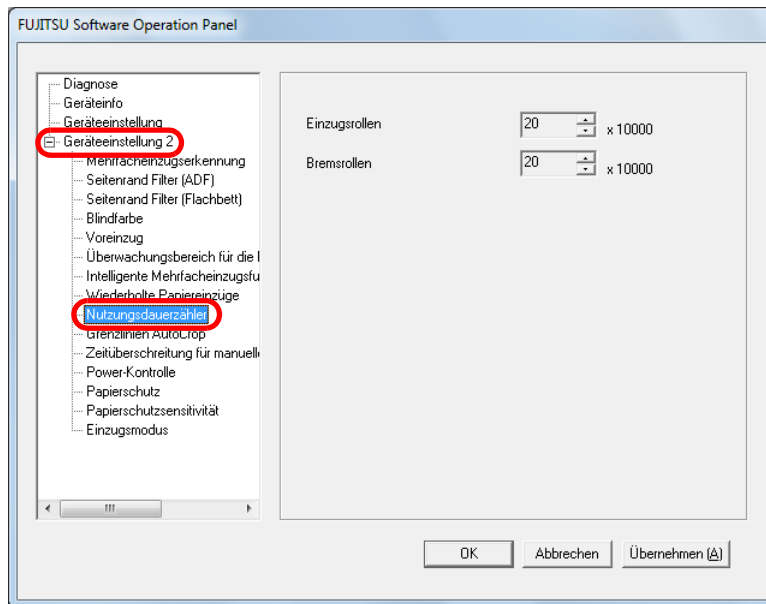 FUJITSU Software Operation Panel
Diagnose
Geräteinfo
Geräteeinstellung
Geräteeinstellung 2
Mehrfacheinzugserkennung
Seitenrand Filter (ADF)
Seitenrand Filter (Flachbett)
Blindfarbe
Voreinzug
Überwachungsbereich für die I
Intelligente Mehrfacheinzugsfu
Wiederholte Papiereinzüge
Nutzungsdauerzähler
Grenzlinien AutoCrop
Zeitüberschreitung für manuell
Power-Kontrolle
Papierschutz
Papierschutzsensitivität
Einzugsmodus
Einzugsrollen 20 x 10000
Bremsrollen 20 x 10000
OK Abbrechen Übernehmen (A)